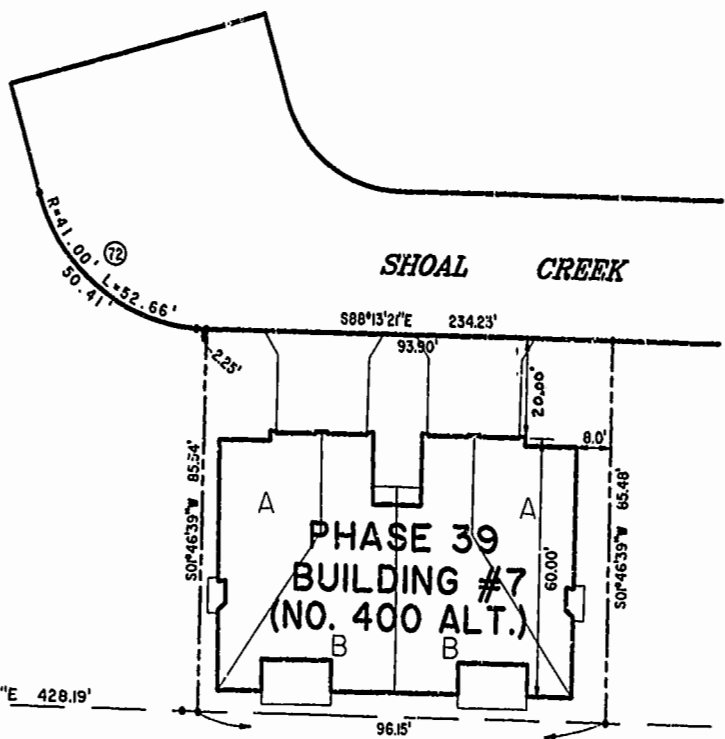 R=41.00' L=52.66'
72
50.41'
SHOAL CREEK
S88°13'21"E 234.23'
93.90'
2.25'
20.00'
8.0'
S01°46'39"W 85.54'
S01°46'39"W 85.48'
A
A
PHASE 39
BUILDING #7
(NO. 400 ALT.)
60.00'
B
B
"E 428.19'
96.15'